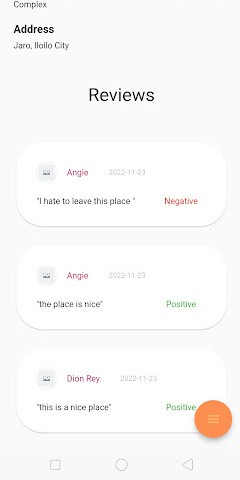 Complex
Address
Jaro, Iloilo City
Reviews
Angie 2022-11-23
"I hate to leave this place " Negative
Angie 2022-11-23
"the place is nice" Positive
Dion Rey 2022-11-23
"this is a nice place" Positive